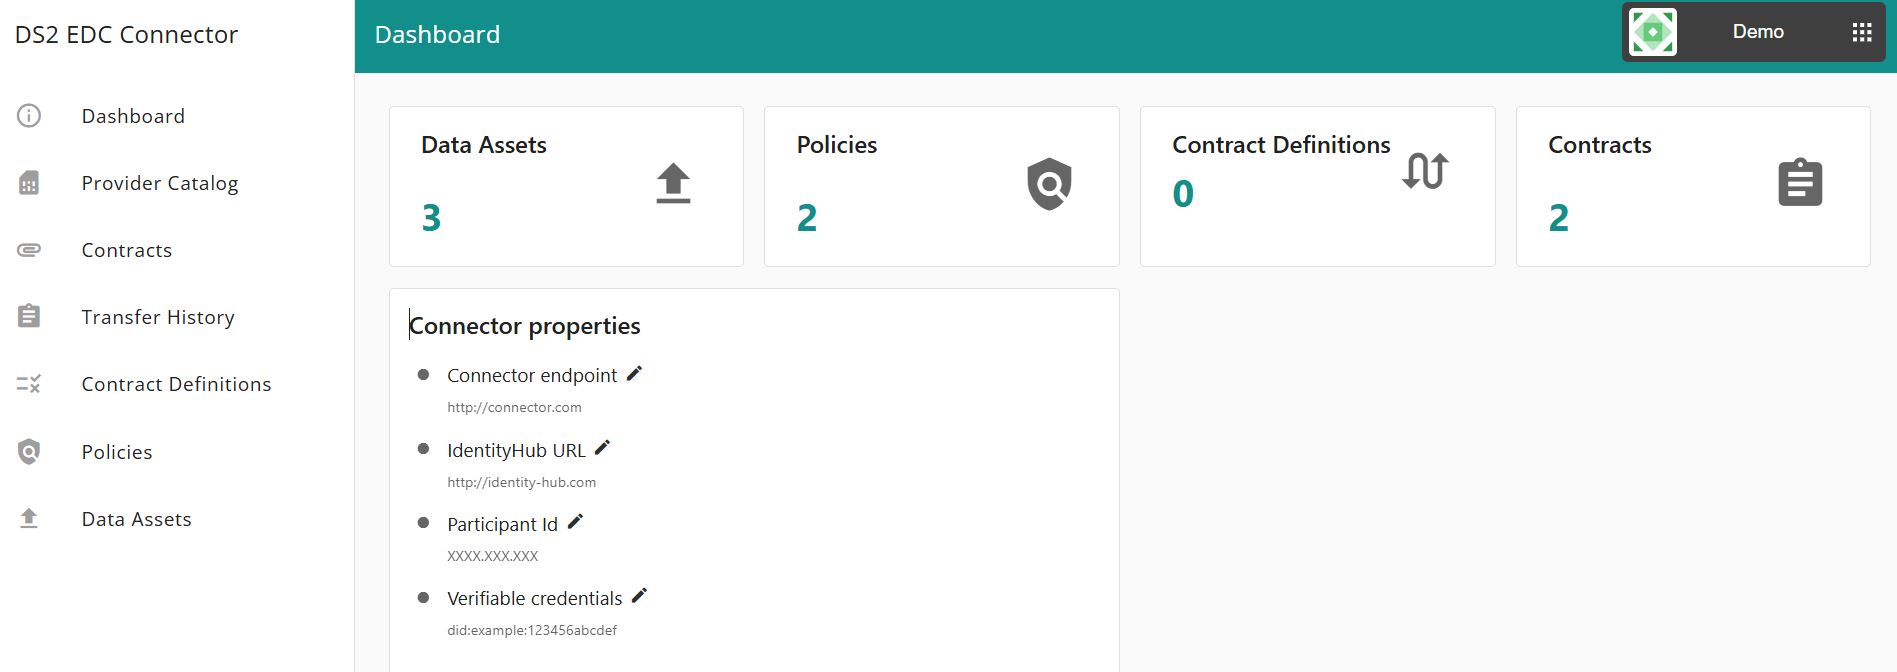 DS2 EDC Connector
Dashboard
Provider Catalog
Contracts
Transfer History
Contract Definitions
Policies
Data Assets
Dashboard
Demo
Data Assets
3
Policies
2
Contract Definitions
0
Contracts
2
Connector properties
Connector endpoint
http://connector.com
IdentityHub URL
http://identity-hub.com
Participant Id
XXXX.XXX.XXX
Verifiable credentials
did:example:123456abcdef